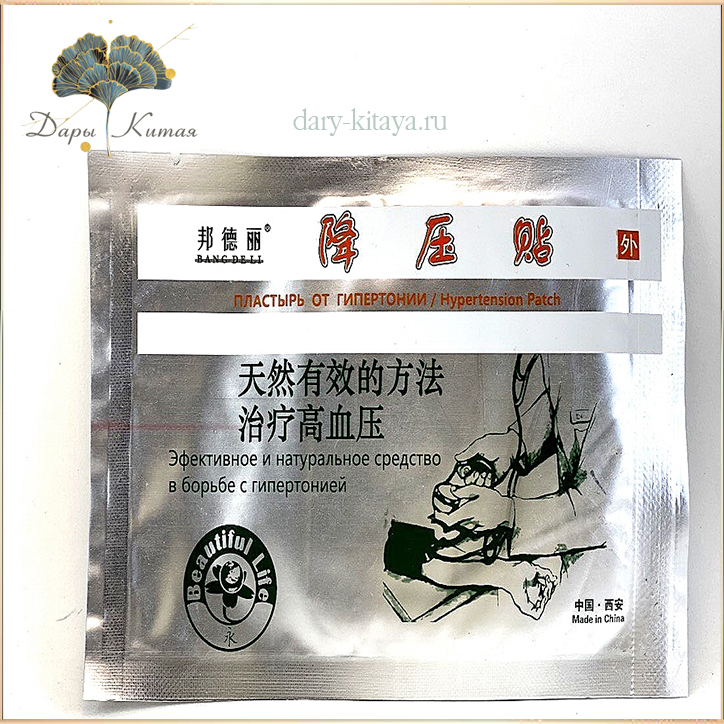 Дары Китая
dary-kitaya.ru
邦德丽®
BANG DE LI
降压贴
外
ПЛАСТЫРЬ ОТ ГИПЕРТОНИИ / Hypertension Patch
天然有效的方法
治疗高血压
Эфективное и натуральное средство
в борьбе с гипертонией
Beautiful Life
永
中国·西安
Made in China